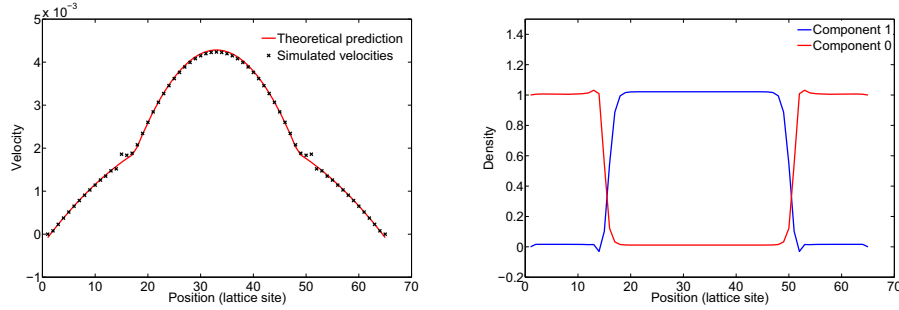 x 10⁻³
5
4
3
2
1
0
−1
0 10 20 30 40 50 60 70
Velocity
Position (lattice site)
Theoretical prediction
Simulated velocities
1.4
1.2
1
0.8
0.6
0.4
0.2
0
−0.2
0 10 20 30 40 50 60 70
Density
Position (lattice site)
Component 1
Component 0